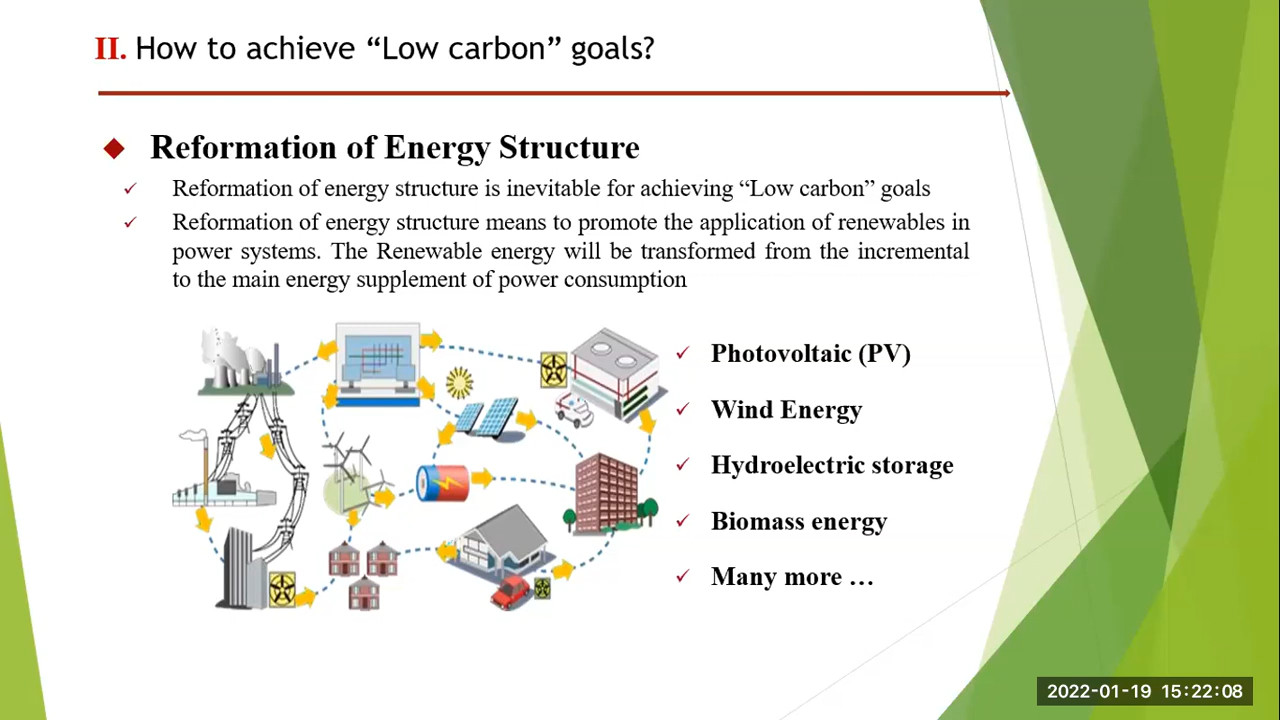 II. How to achieve “Low carbon” goals?
Reformation of Energy Structure
✓ Reformation of energy structure is inevitable for achieving “Low carbon” goals
✓ Reformation of energy structure means to promote the application of renewables in
power systems. The Renewable energy will be transformed from the incremental
to the main energy supplement of power consumption
✓ Photovoltaic (PV)
✓ Wind Energy
✓ Hydroelectric storage
✓ Biomass energy
✓ Many more …
2022-01-19 15:22:08